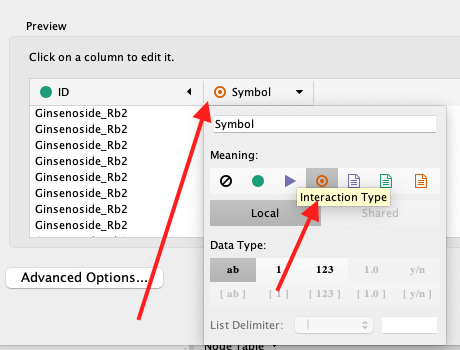 Preview
Click on a column to edit it.
ID
Symbol
Ginsenoside_Rb2
Ginsenoside_Rb2
Ginsenoside_Rb2
Ginsenoside_Rb2
Ginsenoside_Rb2
Ginsenoside_Rb2
Ginsenoside_Rb2
Ginsenoside_Rb2
Symbol
Meaning:
Interaction Type
Local
Shared
Data Type:
ab 1 123 1.0 y/n
[ ab ] [ 1 ] [ 123 ] [ 1.0 ] [ y/n ]
List Delimiter: |
Advanced Options...
Node Table